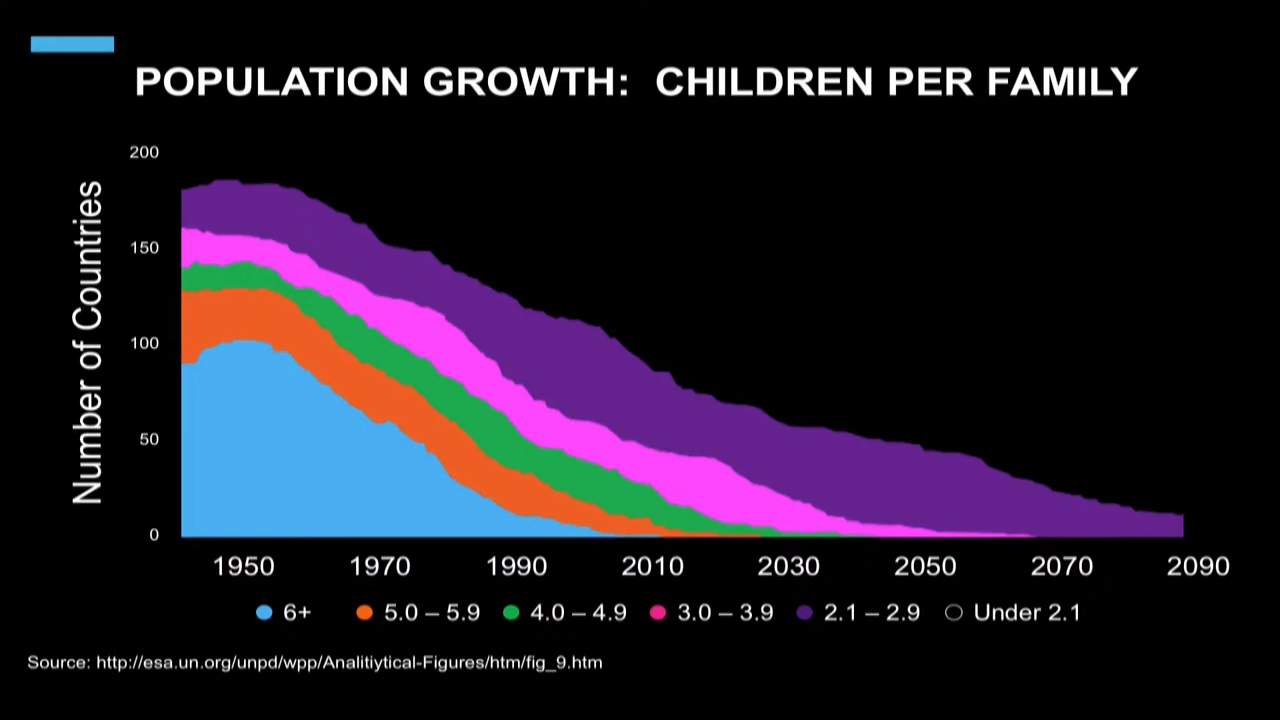 POPULATION GROWTH: CHILDREN PER FAMILY
Number of Countries
200
150
100
50
0
1950 1970 1990 2010 2030 2050 2070 2090
6+ 5.0 – 5.9 4.0 – 4.9 3.0 – 3.9 2.1 – 2.9 Under 2.1
Source: http://esa.un.org/unpd/wpp/Analitiytical-Figures/htm/fig_9.htm